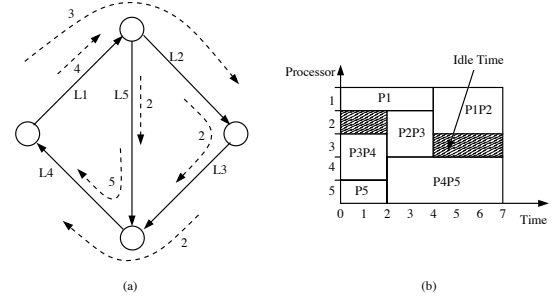 3
4
L1
L5
L2
2
2
L4
5
L3
2
(a)
Idle Time
Processor
1
P1
P1P2
2
P2P3
3
P3P4
4
P4P5
5
P5
0 1 2 3 4 5 6 7 Time
(b)